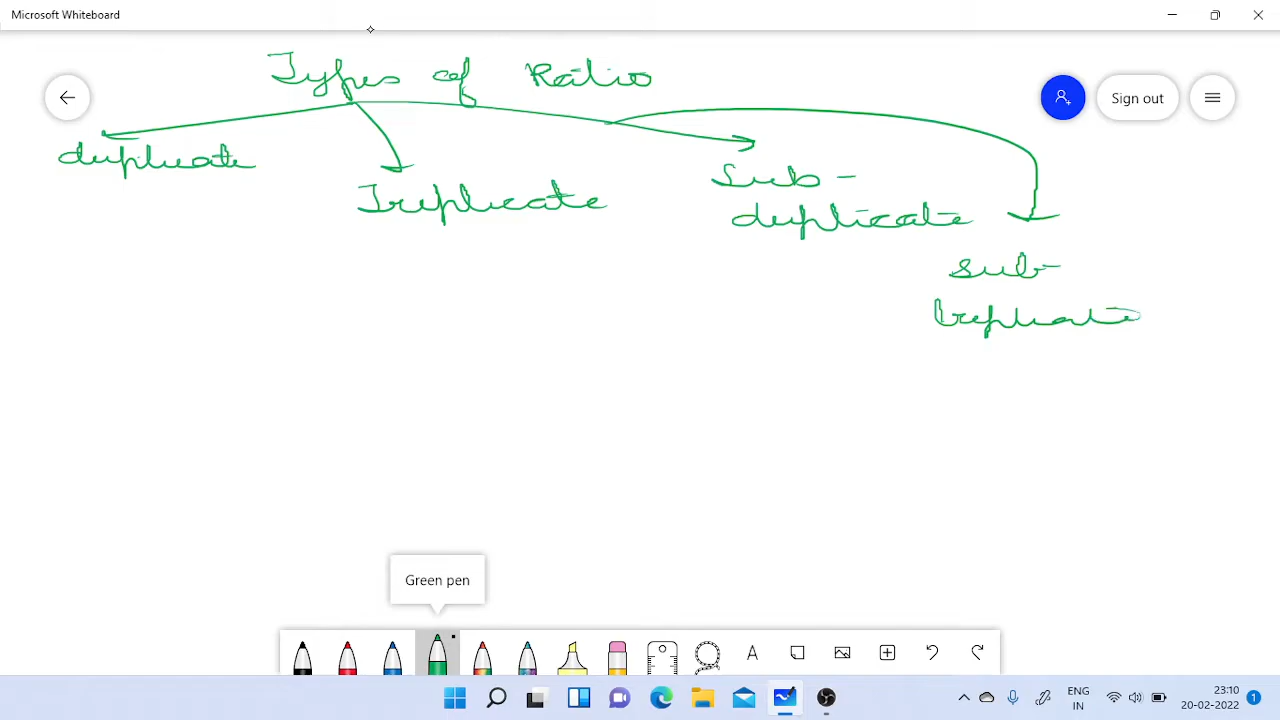 Microsoft Whiteboard
Types of Ratio
Sign out
duplicate
Triplicate
Sub-
duplicate
Sub-
triplicate
Green pen
A
ENG
IN
23:10
20-02-2022
1